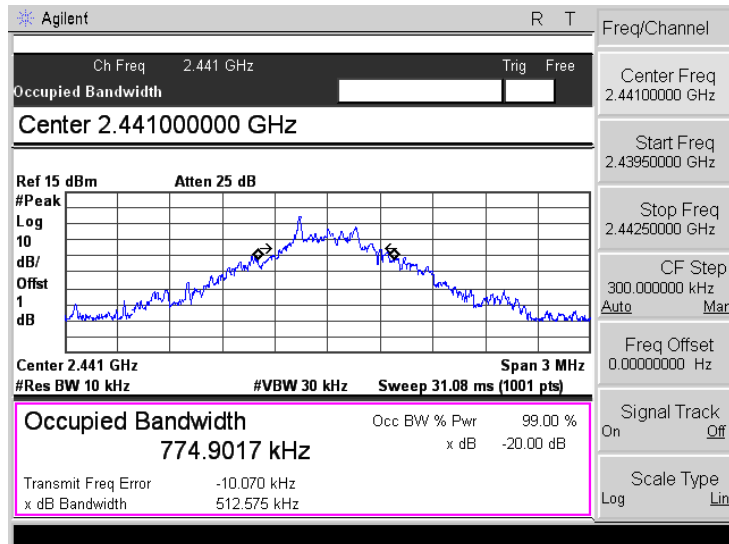 Agilent R T
Ch Freq 2.441 GHz Trig Free
Occupied Bandwidth
Center 2.441000000 GHz
Ref 15 dBm Atten 25 dB
#Peak
Log
10
dB/
Offst
1
dB
Center 2.441 GHz Span 3 MHz
#Res BW 10 kHz #VBW 30 kHz Sweep 31.08 ms (1001 pts)
Occupied Bandwidth Occ BW % Pwr 99.00 %
774.9017 kHz x dB -20.00 dB
Transmit Freq Error -10.070 kHz
x dB Bandwidth 512.575 kHz
Freq/Channel
Center Freq
2.44100000 GHz
Start Freq
2.43950000 GHz
Stop Freq
2.44250000 GHz
CF Step
300.000000 kHz
Auto Mar
Freq Offset
0.00000000 Hz
Signal Track
On Off
Scale Type
Log Lin